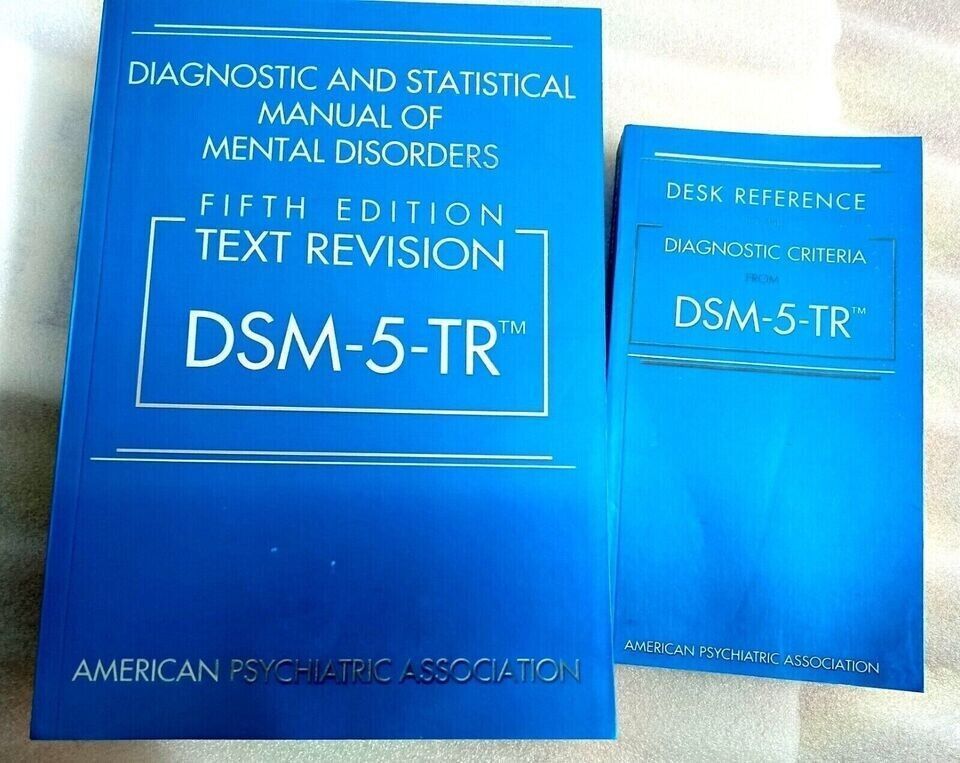 DIAGNOSTIC AND STATISTICAL
MANUAL OF
MENTAL DISORDERS
FIFTH EDITION
TEXT REVISION
DSM-5-TR™
AMERICAN PSYCHIATRIC ASSOCIATION
DESK REFERENCE
DIAGNOSTIC CRITERIA
FROM
DSM-5-TR™
AMERICAN PSYCHIATRIC ASSOCIATION